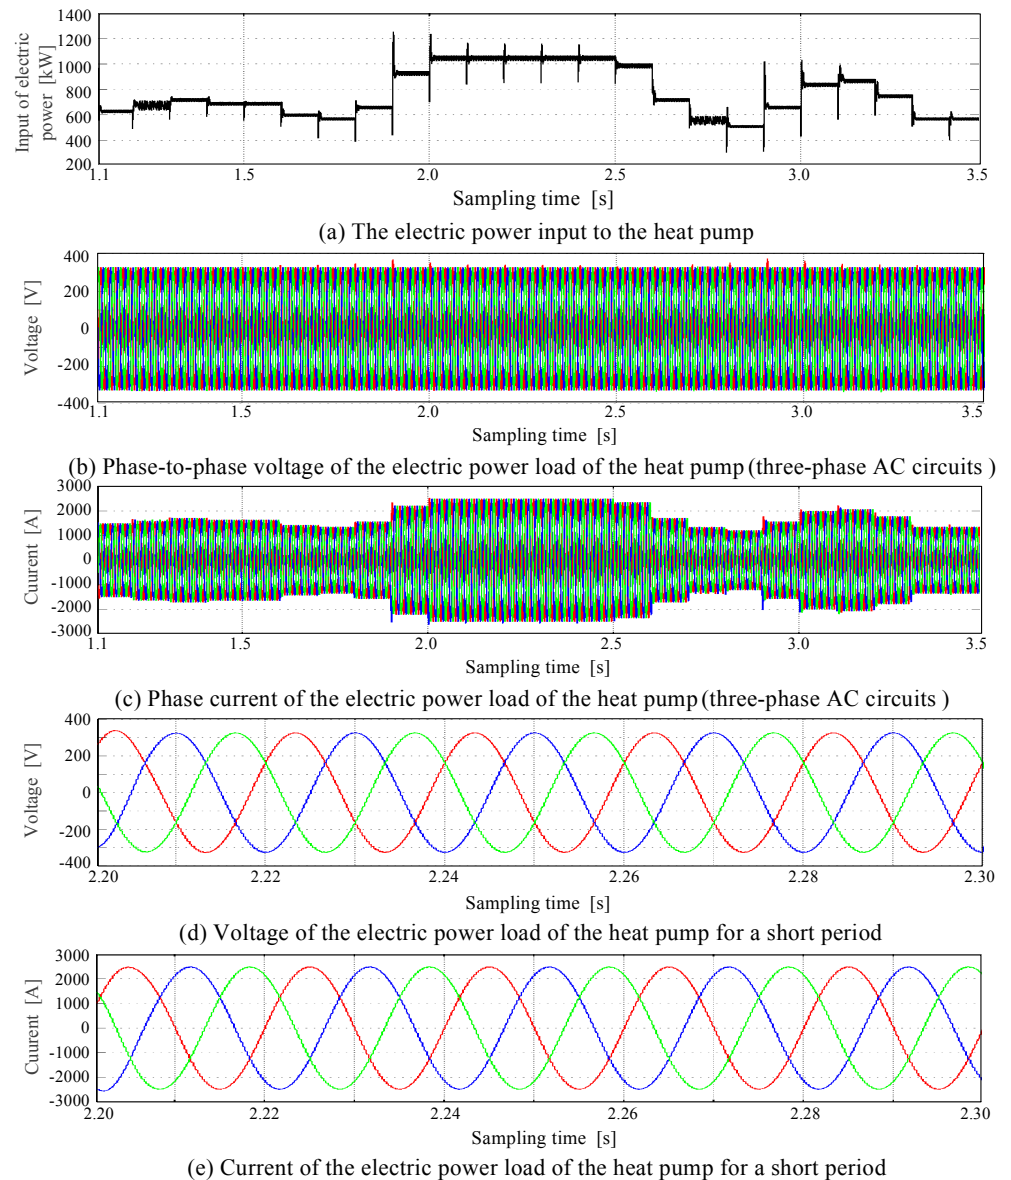 1400
1200
1000
800
600
400
200
Input of electric
power [kW]
1.1 1.5 2.0 2.5 3.0 3.5
Sampling time [s]
(a) The electric power input to the heat pump
400
200
0
-200
-400
Voltage [V]
1.1 1.5 2.0 2.5 3.0 3.5
Sampling time [s]
(b) Phase-to-phase voltage of the electric power load of the heat pump (three-phase AC circuits )
3000
2000
1000
0
-1000
-2000
-3000
Cuurent [A]
1.1 1.5 2.0 2.5 3.0 3.5
Sampling time [s]
(c) Phase current of the electric power load of the heat pump (three-phase AC circuits )
400
200
0
-200
-400
Voltage [V]
2.20 2.22 2.24 2.26 2.28 2.30
Sampling time [s]
(d) Voltage of the electric power load of the heat pump for a short period
3000
2000
1000
0
-1000
-2000
-3000
Cuurent [A]
2.20 2.22 2.24 2.26 2.28 2.30
Sampling time [s]
(e) Current of the electric power load of the heat pump for a short period